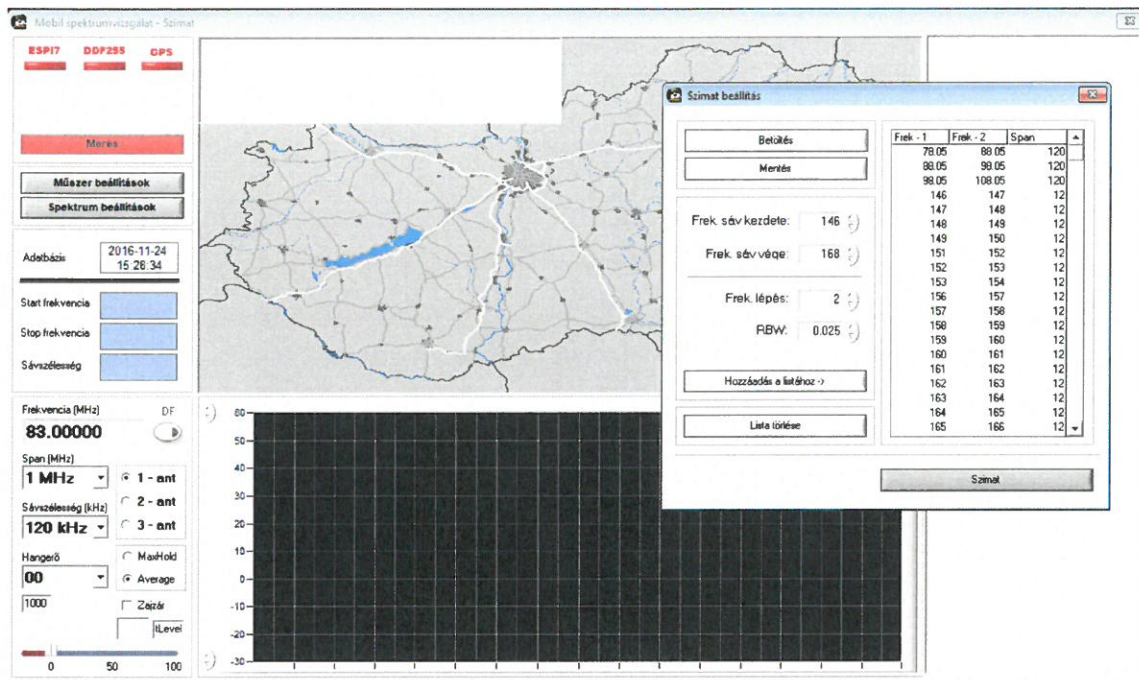 Mobil spektrumvizsgálat - Szimat
ESPI7 DDF255 GPS
Mérés
Műszer beállítások
Spektrum beállítások
Adatbázis
2016-11-24
15:28:34
Start frekvencia
Stop frekvencia
Sávszélesség
Frekvencia (MHz) DF
83.00000
Span (MHz)
1 MHz
1 - ant
2 - ant
3 - ant
Sávszélesség (kHz)
120 kHz
Hangerő
00
MaxHold
Average
1000
Zajzár
tLevel
0 50 100
60
50
40
30
20
10
0
-10
-20
-30
Szimat beállítás
Betöltés
Mentés
Frek. sáv kezdete: 146
Frek. sáv vége: 168
Frek. lépés: 2
RBW: 0.025
Hozzáadás a listához ->
Lista törlése
Frek - 1 Frek - 2 Span
78.05 88.05 120
88.05 98.05 120
98.05 108.05 120
146 147 12
147 148 12
148 149 12
149 150 12
151 152 12
152 153 12
153 154 12
156 157 12
157 158 12
158 159 12
159 160 12
160 161 12
161 162 12
162 163 12
163 164 12
164 165 12
165 166 12
Szimat